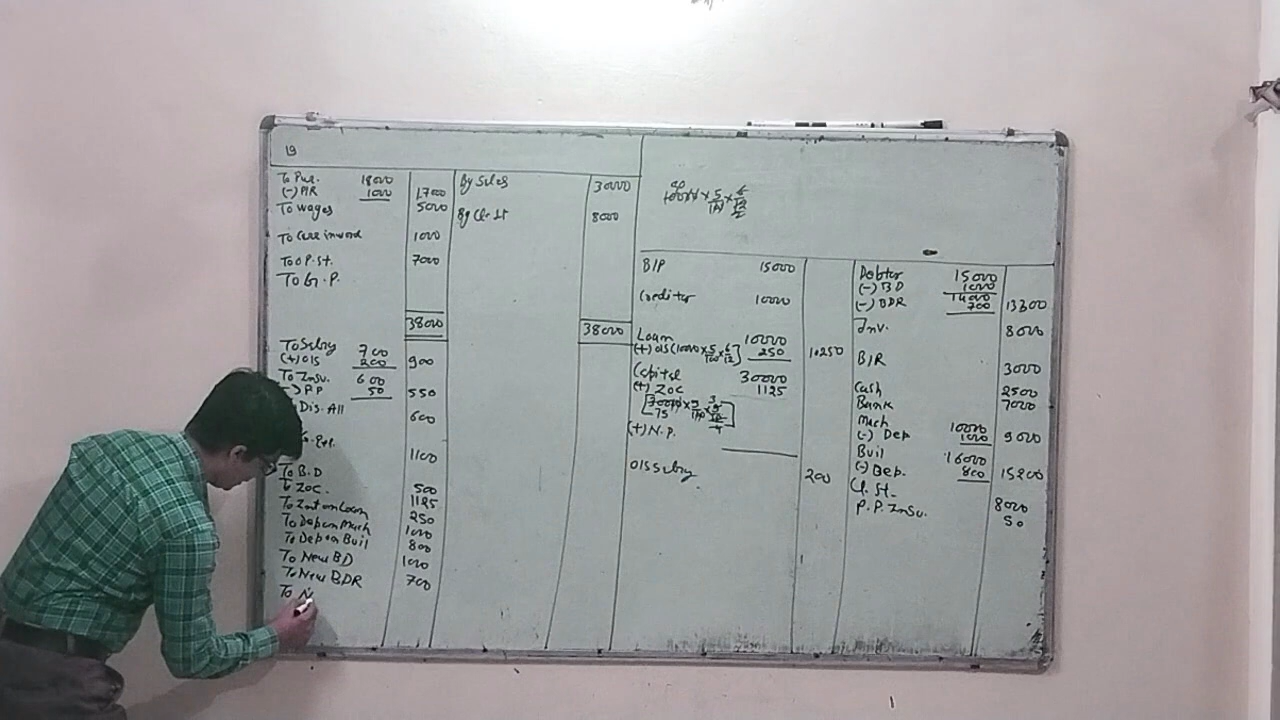 19
To Pur. 18000
(-) P/R 1000 17000
To wages 5000
To Carr inword 1000
To O P. St. 7000
To G. P.
38000
By Sales 30000
By Cl. St 8000
38000
To Salary 700
(+) O/S 200 900
To Insu. 600
(-) PP 50 550
Dis. All 600
1100
To B.D 500
To IOC. 1125
To Int on Loan 250
To Dep on Mach 1000
To Dep on Buil 800
To New BD 1000
To New BDR 700
To N
B/P 15000
Creditor 10000
Loan 10000
(+) O/S (10000 x 5/100 x 6/12) 250 10250
Capital 30000
(+) IOC 1125
(+) N.P.
O/S Salary 200
Debtor 15000
(-) BD 1000
14000
(-) BDR 700 13300
Inv. 8000
B/R 3000
Cash 2500
Bank 7000
Mach 10000
(-) Dep 1000 9000
Buil 16000
(-) Dep. 800 15200
Cl. St. 8000
P.P. Insu. 50